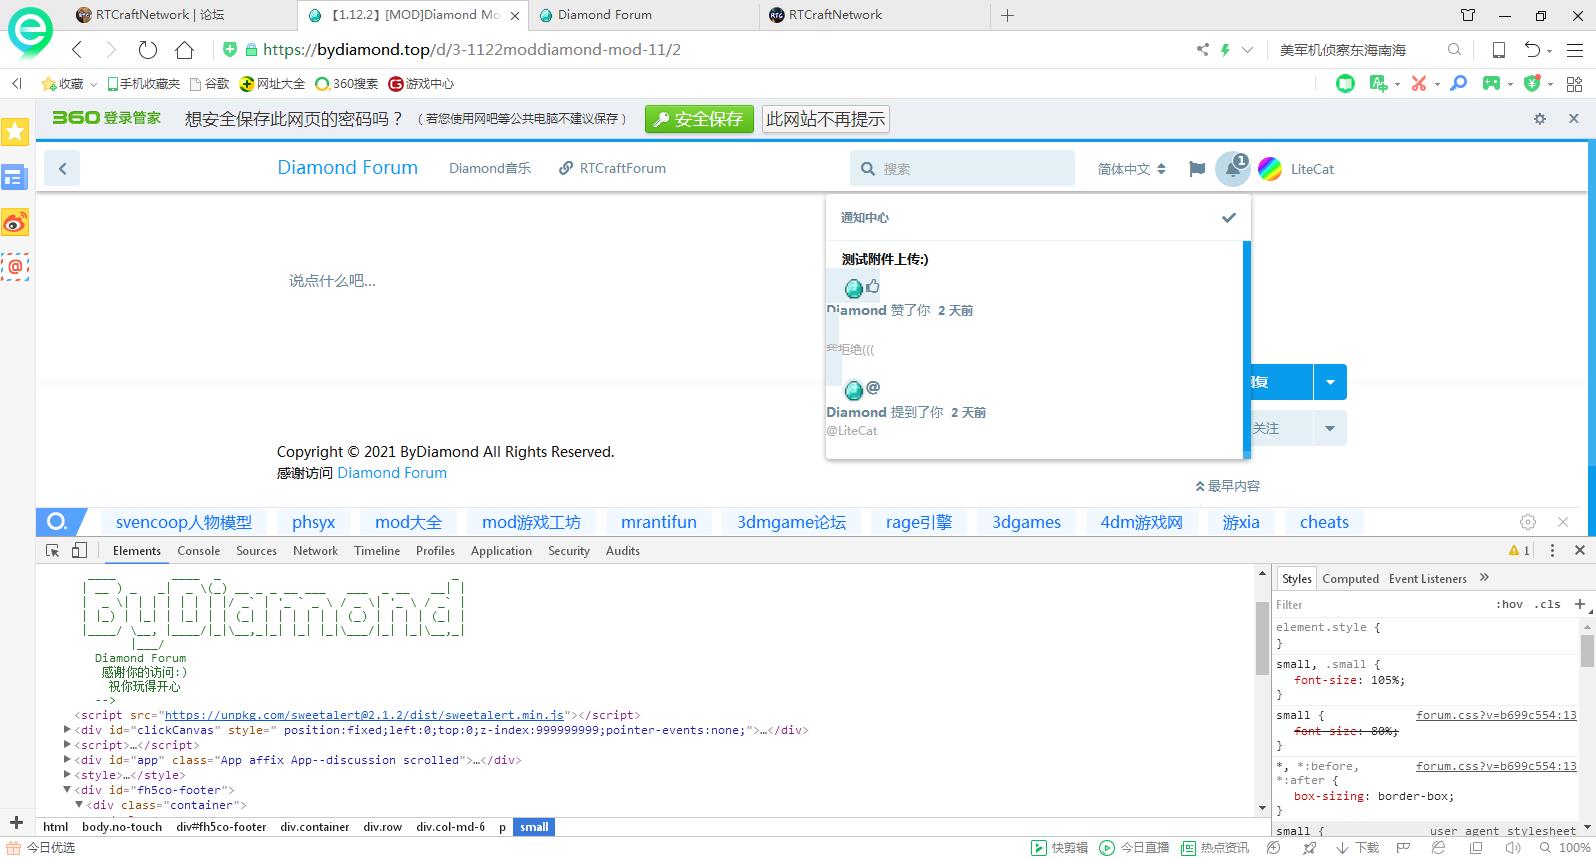 RTCraftNetwork | 论坛
【1.12.2】[MOD]Diamond Mo
Diamond Forum
RTCraftNetwork
https://bydiamond.top/d/3-1122moddiamond-mod-11/2
美军机侦察东海南海
收藏
手机收藏夹
谷歌
网址大全
360搜索
游戏中心
360登录管家
想安全保存此网页的密码吗？
（若您使用网吧等公共电脑不建议保存）
安全保存
此网站不再提示
Diamond Forum
Diamond音乐
RTCraftForum
搜索
简体中文
1
LiteCat
通知中心
测试附件上传:)
Diamond 赞了你 2 天前
拒绝(((
@
Diamond 提到了你 2 天前
@LiteCat
说点什么吧...
复
关注
Copyright © 2021 ByDiamond All Rights Reserved.
感谢访问 Diamond Forum
最早内容
svencoop人物模型
phsyx
mod大全
mod游戏工坊
mrantifun
3dmgame论坛
rage引擎
3dgames
4dm游戏网
游xia
cheats
Elements
Console
Sources
Network
Timeline
Profiles
Application
Security
Audits
1
Diamond Forum
感谢你的访问:)
祝你玩得开心
-->
<script src="https://unpkg.com/sweetalert@2.1.2/dist/sweetalert.min.js"></script>
<div id="clickCanvas" style=" position:fixed;left:0;top:0;z-index:999999999;pointer-events:none;">…</div>
<script>…</script>
<div id="app" class="App affix App--discussion scrolled">…</div>
<style>…</style>
<div id="fh5co-footer">
<div class="container">
html body.no-touch div#fh5co-footer div.container div.row div.col-md-6 p small
Styles
Computed
Event Listeners
Filter
:hov .cls +
element.style {
}
small, .small {
font-size: 105%;
}
small { forum.css?v=b699c554:13
font-size: 80%;
}
*, *:before, forum.css?v=b699c554:13
*:after {
box-sizing: border-box;
}
small { user agent stylesheet
今日优选
快剪辑
今日直播
热点资讯
下载
100%